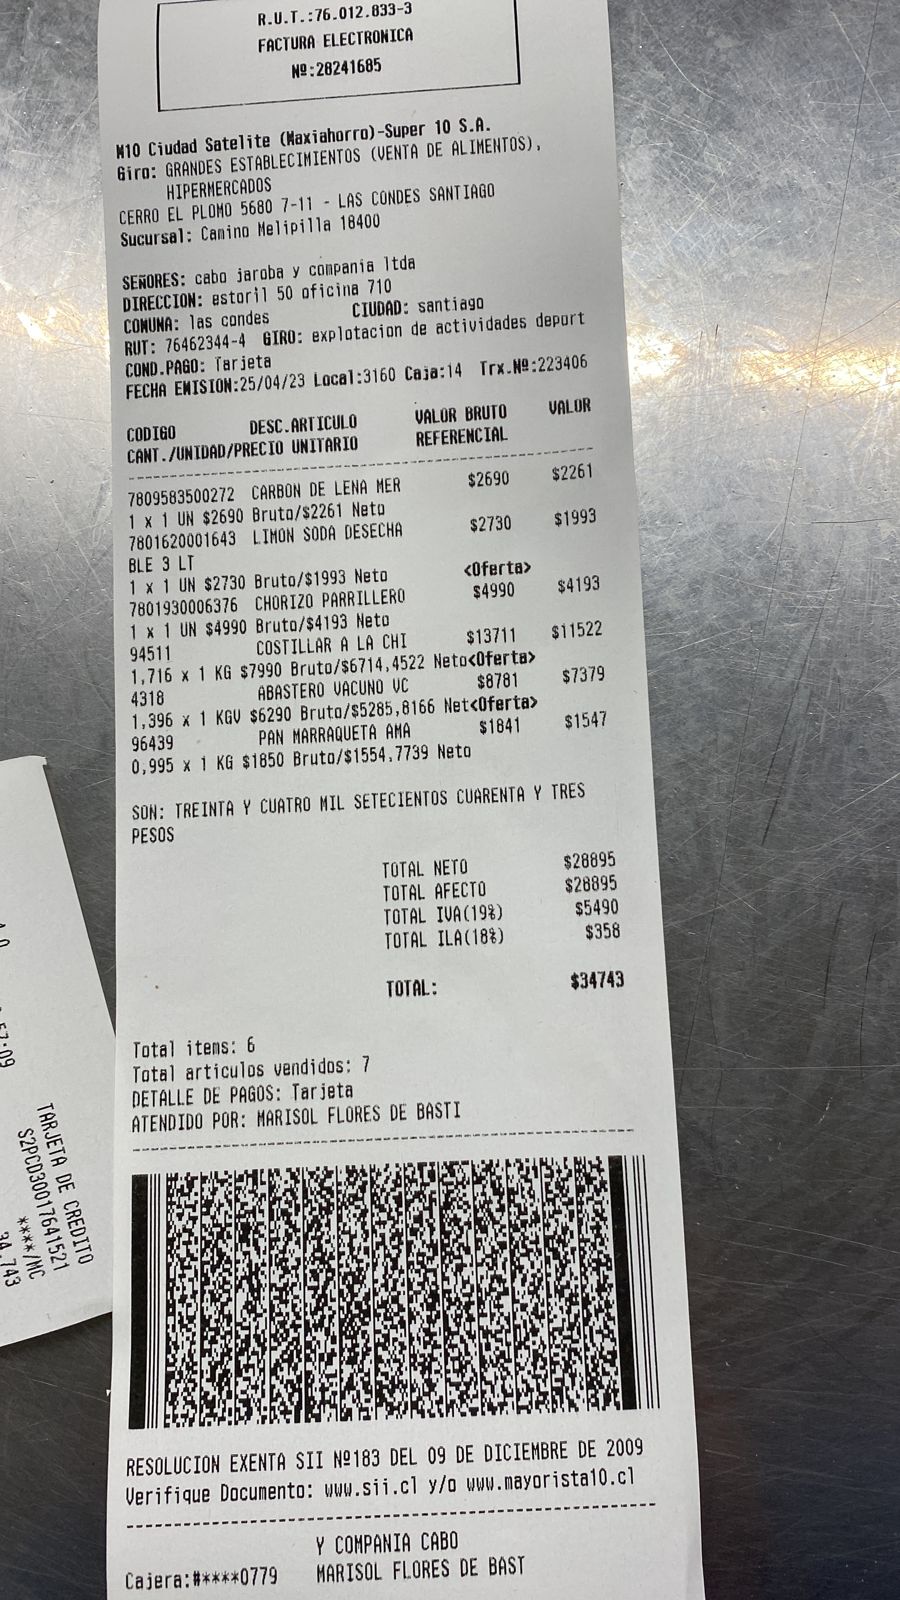 R.U.T.:76.012.833-3
FACTURA ELECTRONICA
Nº:28241685
M10 Ciudad Satelite (Maxiahorro)-Super 10 S.A.
Giro: GRANDES ESTABLECIMIENTOS (VENTA DE ALIMENTOS),
HIPERMERCADOS
CERRO EL PLOMO 5680 7-11 - LAS CONDES SANTIAGO
Sucursal: Camino Melipilla 18400
SEÑORES: cabo jaroba y compania ltda
DIRECCION: estoril 50 oficina 710
COMUNA: las condes CIUDAD: santiago
RUT: 76462344-4 GIRO: explotacion de actividades deport
COND.PAGO: Tarjeta
FECHA EMISION:25/04/23 Local:3160 Caja:14 Trx.Nº:223406
CODIGO DESC.ARTICULO VALOR BRUTO VALOR
CANT./UNIDAD/PRECIO UNITARIO REFERENCIAL
7809583500272 CARBON DE LENA MER $2690 $2261
1 x 1 UN $2690 Bruto/$2261 Neto
7801620001643 LIMON SODA DESECHA $2730 $1993
BLE 3 LT
1 x 1 UN $2730 Bruto/$1993 Neto <Oferta>
7801930006376 CHORIZO PARRILLERO $4990 $4193
1 x 1 UN $4990 Bruto/$4193 Neto
94511 COSTILLAR A LA CHI $13711 $11522
1,716 x 1 KG $7990 Bruto/$6714,4522 Neto<Oferta>
4318 ABASTERO VACUNO VC $8781 $7379
1,396 x 1 KGV $6290 Bruto/$5285,8166 Net<Oferta>
96439 PAN MARRAQUETA AMA $1841 $1547
0,995 x 1 KG $1850 Bruto/$1554,7739 Neto
SON: TREINTA Y CUATRO MIL SETECIENTOS CUARENTA Y TRES
PESOS
TOTAL NETO $28895
TOTAL AFECTO $28895
TOTAL IVA(19%) $5490
TOTAL ILA(18%) $358
TOTAL: $34743
Total items: 6
Total articulos vendidos: 7
DETALLE DE PAGOS: Tarjeta
ATENDIDO POR: MARISOL FLORES DE BASTI
RESOLUCION EXENTA SII Nº183 DEL 09 DE DICIEMBRE DE 2009
Verifique Documento: www.sii.cl y/o www.mayorista10.cl
Y COMPANIA CABO
Cajera:#****0779 MARISOL FLORES DE BAST
TARJETA DE CREDITO
S2PCD30017641521
****/MC
34.743